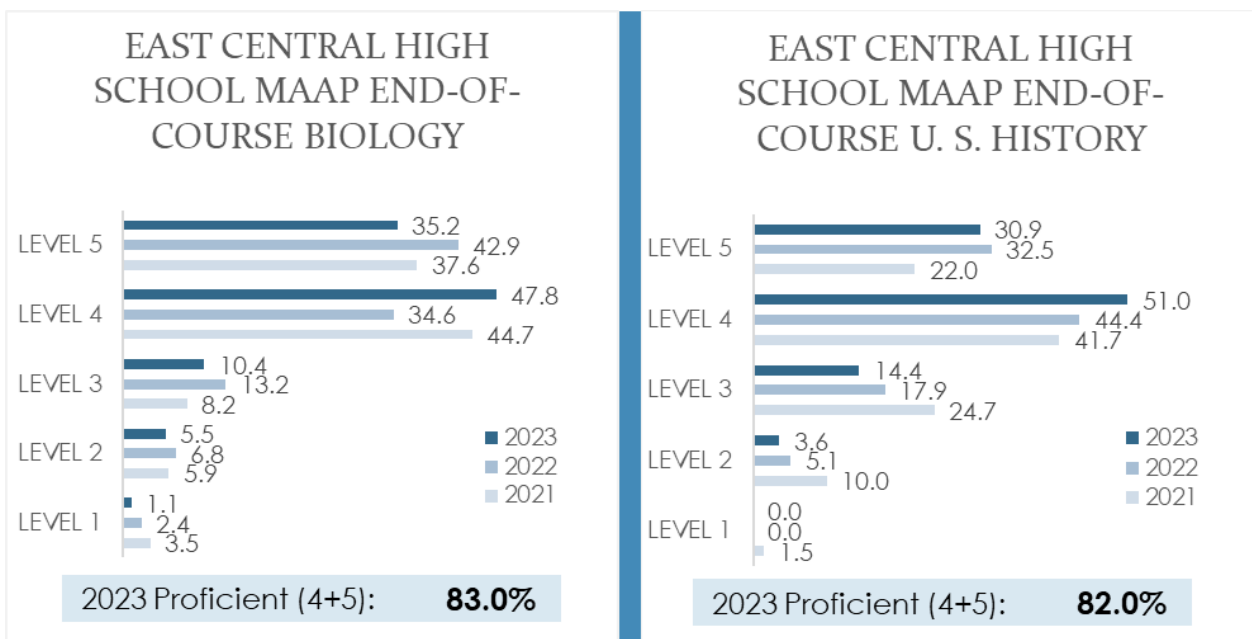 EAST CENTRAL HIGH
SCHOOL MAAP END-OF-
COURSE BIOLOGY
LEVEL 5
35.2
42.9
37.6
LEVEL 4
47.8
34.6
44.7
LEVEL 3
10.4
13.2
8.2
LEVEL 2
5.5
6.8
5.9
LEVEL 1
1.1
2.4
3.5
2023
2022
2021
2023 Proficient (4+5): 83.0%
EAST CENTRAL HIGH
SCHOOL MAAP END-OF-
COURSE U. S. HISTORY
LEVEL 5
30.9
32.5
22.0
LEVEL 4
51.0
44.4
41.7
LEVEL 3
14.4
17.9
24.7
LEVEL 2
3.6
5.1
10.0
LEVEL 1
0.0
0.0
1.5
2023
2022
2021
2023 Proficient (4+5): 82.0%